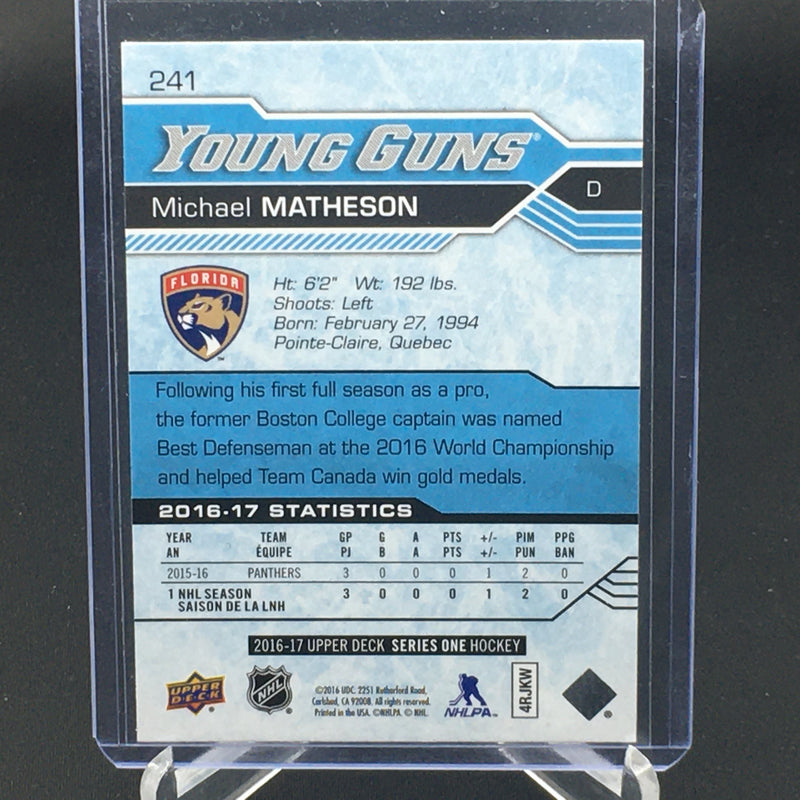 241
YOUNG GUNS®
D
Michael MATHESON
FLORIDA
TM
Ht: 6'2" Wt: 192 lbs.
Shoots: Left
Born: February 27, 1994
Pointe-Claire, Quebec
Following his first full season as a pro,
the former Boston College captain was named
Best Defenseman at the 2016 World Championship
and helped Team Canada win gold medals.
2016-17 STATISTICS
YEAR TEAM GP G A PTS +/- PIM PPG
AN ÉQUIPE PJ B A PTS +/- PUN BAN
2015-16 PANTHERS 3 0 0 0 1 2 0
1 NHL SEASON 3 0 0 0 1 2 0
SAISON DE LA LNH
2016-17 UPPER DECK SERIES ONE HOCKEY
UPPER DECK
NHL
©2016 UDC. 2251 Rutherford Road,
Carlsbad, CA 92008. All rights reserved.
Printed in the USA. ©NHLPA. © NHL.
NHLPA
4RJKW
®